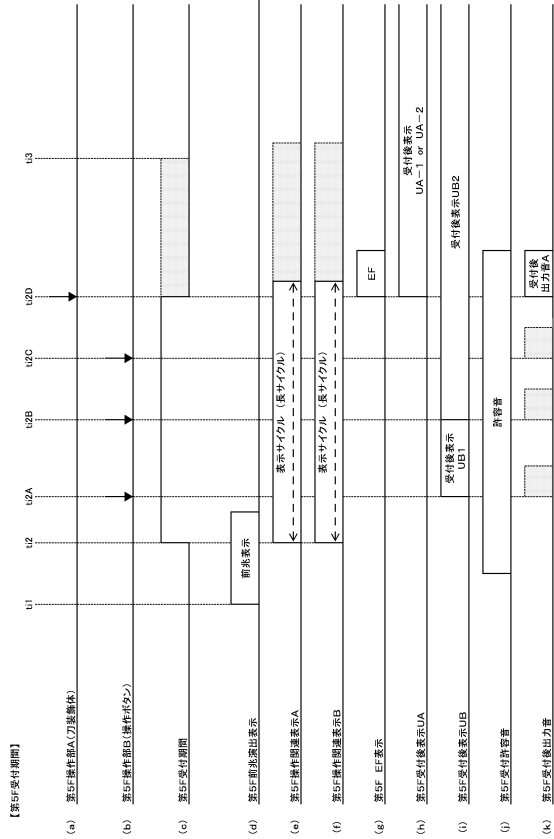 【第5F受付期間】
ti1
ti2
ti2A
ti2B
ti2C
ti2D
ti3
(a) 第5F操作部A(刀装飾体)
(b) 第5F操作部B(操作ボタン)
(c) 第5F受付期間
(d) 第5F前兆演出表示
前兆表示
(e) 第5F操作関連表示A
表示サイクル(長サイクル)
(f) 第5F操作関連表示B
表示サイクル(長サイクル)
(g) 第5F EF表示
EF
(h) 第5F受付後表示UA
受付後表示
UA-1 or UA-2
(i) 第5F受付後表示UB
受付後表示
UB1
受付後表示UB2
(j) 第5F受付許容音
許容音
(k) 第5F受付後出力音
受付後
出力音A